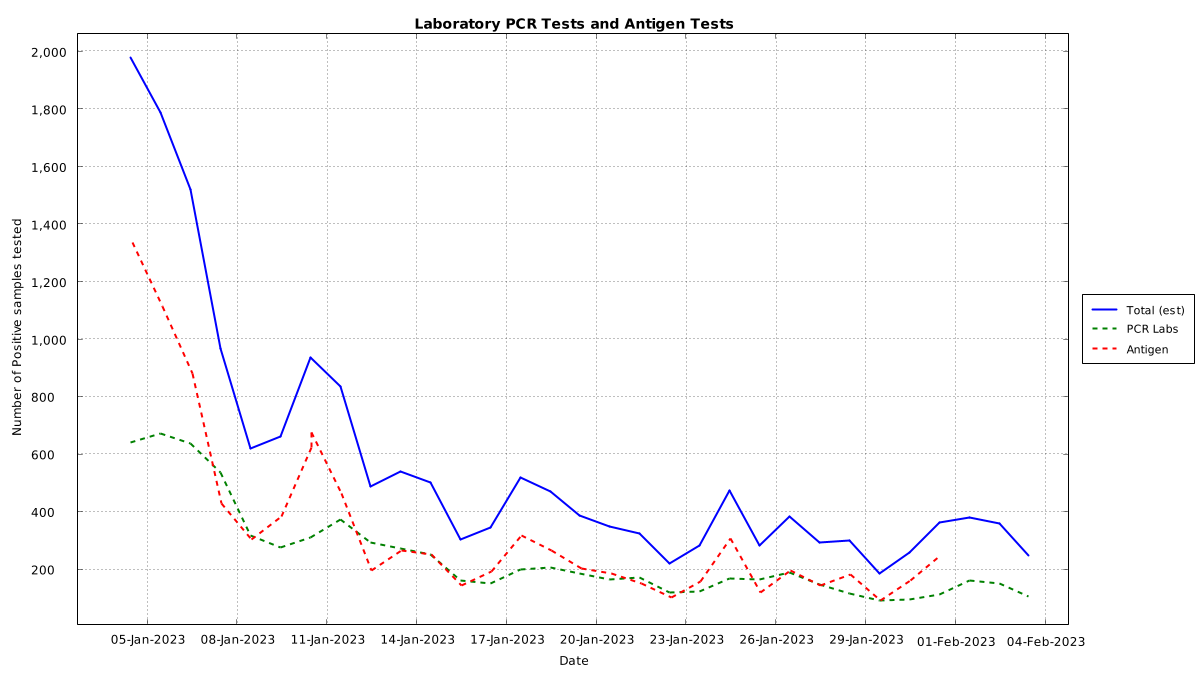 Laboratory PCR Tests and Antigen Tests
2,000
1,800
1,600
1,400
1,200
1,000
800
600
400
200
Number of Positive samples tested
05-Jan-2023 08-Jan-2023 11-Jan-2023 14-Jan-2023 17-Jan-2023 20-Jan-2023 23-Jan-2023 26-Jan-2023 29-Jan-2023 01-Feb-2023 04-Feb-2023
Date
Total (est)
PCR Labs
Antigen